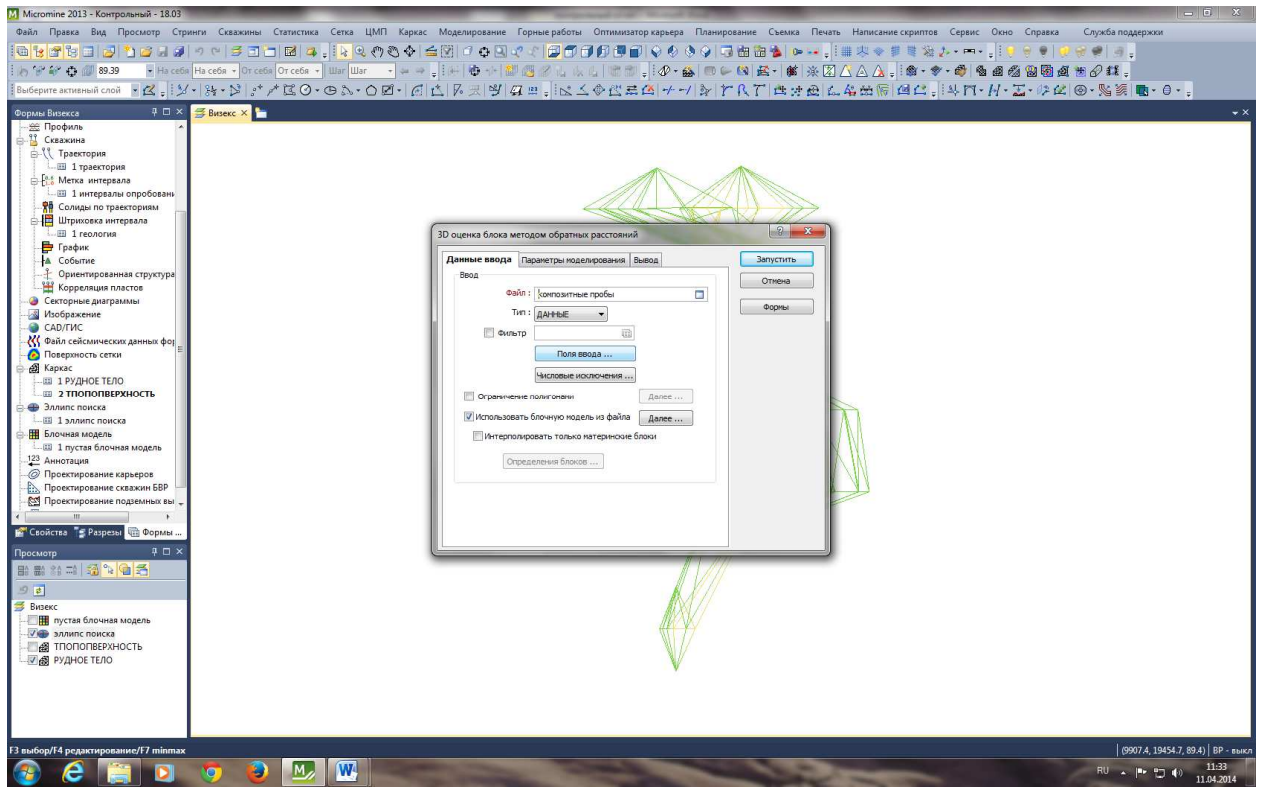 Micromine 2013 - Контрольный - 18.03
Файл Правка Вид Просмотр Стринги Скважины Статистика Сетка ЦМП Каркас Моделирование Горные работы Оптимизатор карьера Планирование Съемка Печать Написание скриптов Сервис Окно Справка Служба поддержки
89.39 На себя На себя От себя От себя Шаг Шаг
Выберите активный слой
Формы Визекса
Визекс
Профиль
Скважина
Траектория
1 траектория
Метка интервала
1 интервалы опробован
Солиды по траекториям
Штриховка интервала
1 геология
График
Событие
Ориентированная структура
Корреляция пластов
Секторные диаграммы
Изображение
CAD/ГИС
Файл сейсмических данных фор
Поверхность сетки
Каркас
1 РУДНОЕ ТЕЛО
2 ТПОПОПВЕРХНОСТЬ
Эллипс поиска
1 эллипс поиска
Блочная модель
1 пустая блочная модель
Аннотация
Проектирование карьеров
Проектирование скважин БВР
Проектирование подземных вы
Свойства Разрезы Формы ...
Просмотр
Визекс
пустая блочная модель
эллипс поиска
ТПОПОПВЕРХНОСТЬ
РУДНОЕ ТЕЛО
3D оценка блока методом обратных расстояний
Данные ввода Параметры моделирования Вывод
Запустить
Отмена
Формы
Ввод
Файл : композитные пробы
Тип : ДАННЫЕ
Фильтр
Поля ввода ...
Числовые исключения ...
Ограничение полигонами Далее ...
Использовать блочную модель из файла Далее ...
Интерполировать только материнские блоки
Определения блоков ...
F3 выбор/F4 редактирование/F7 minmax
(9907.4, 19454.7, 89.4) ВР - выкл
RU
11:33
11.04.2014